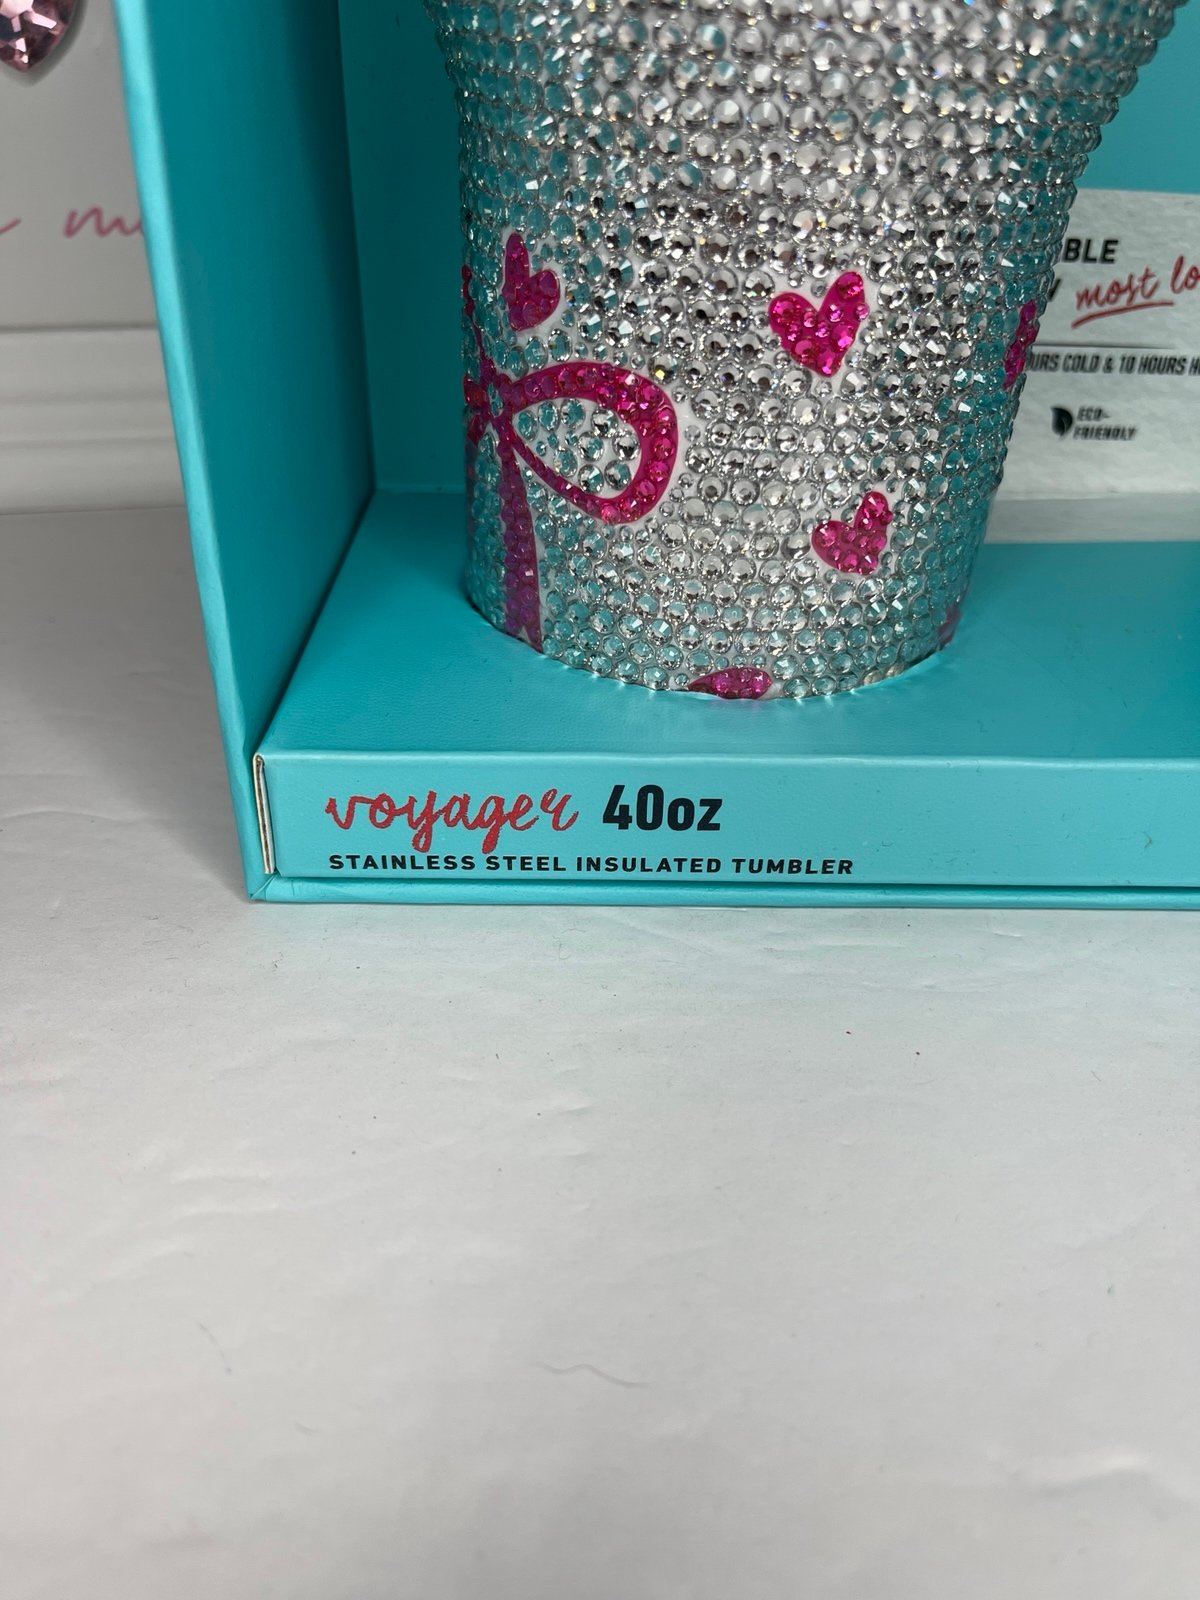 BLE
most lo
URS COLD & 10 HOURS H
ECO-
FRIENDLY
voyager 40oz
STAINLESS STEEL INSULATED TUMBLER